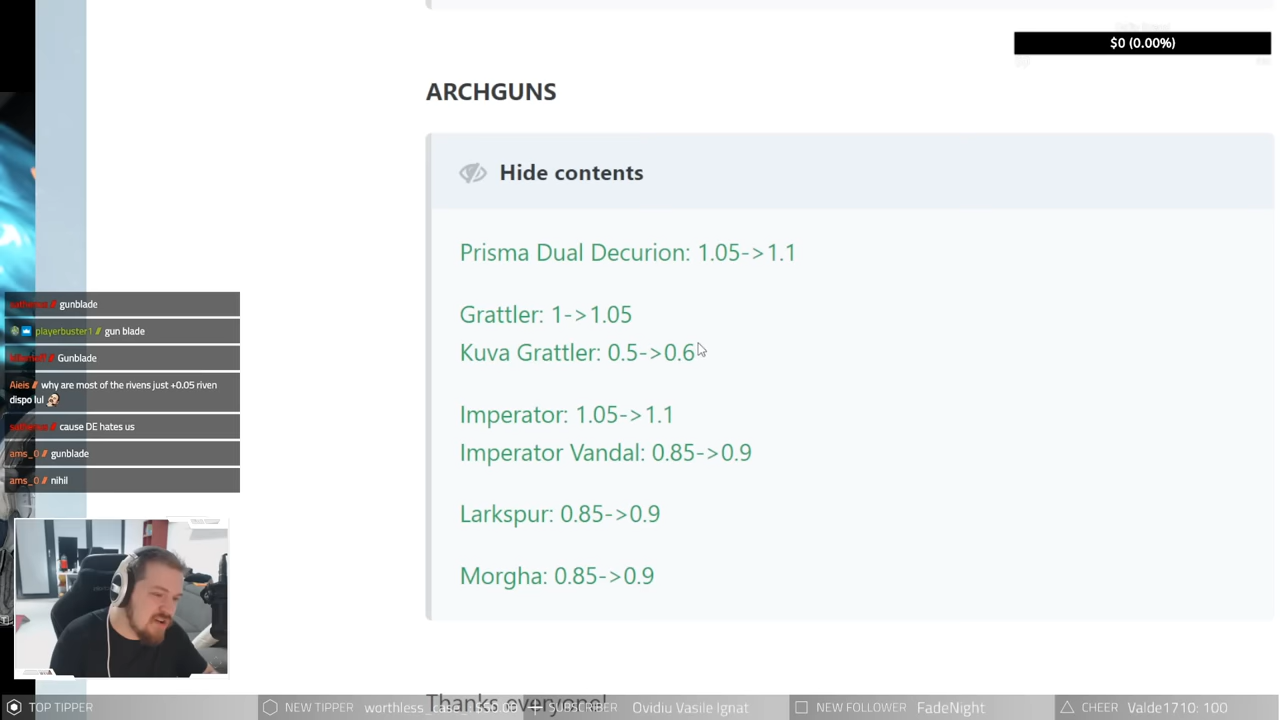 $0 (0.00%)
ARCHGUNS
Hide contents
Prisma Dual Decurion: 1.05->1.1
Grattler: 1->1.05
Kuva Grattler: 0.5->0.6
Imperator: 1.05->1.1
Imperator Vandal: 0.85->0.9
Larkspur: 0.85->0.9
Morgha: 0.85->0.9
Thanks everyone!
// gunblade
playerbuster1 // gun blade
// Gunblade
Aieis // why are most of the rivens just +0.05 riven
dispo lul
// cause DE hates us
ams_0 // gunblade
ams_0 // nihil
TOP TIPPER
NEW TIPPER
SUBSCRIBER Ovidiu Vasile Ignat
NEW FOLLOWER FadeNight
CHEER Valde1710: 100